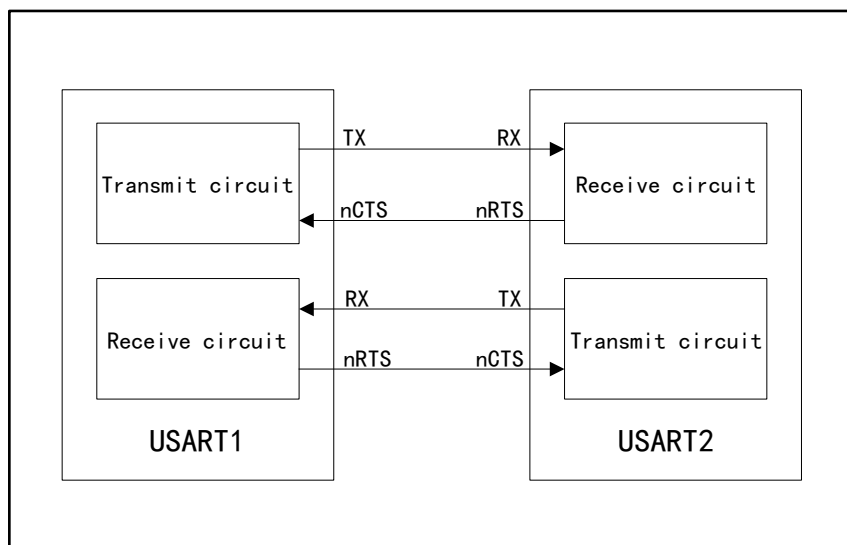 TX RX
Transmit circuit Receive circuit
nCTS nRTS
RX TX
Receive circuit Transmit circuit
nRTS nCTS
USART1 USART2